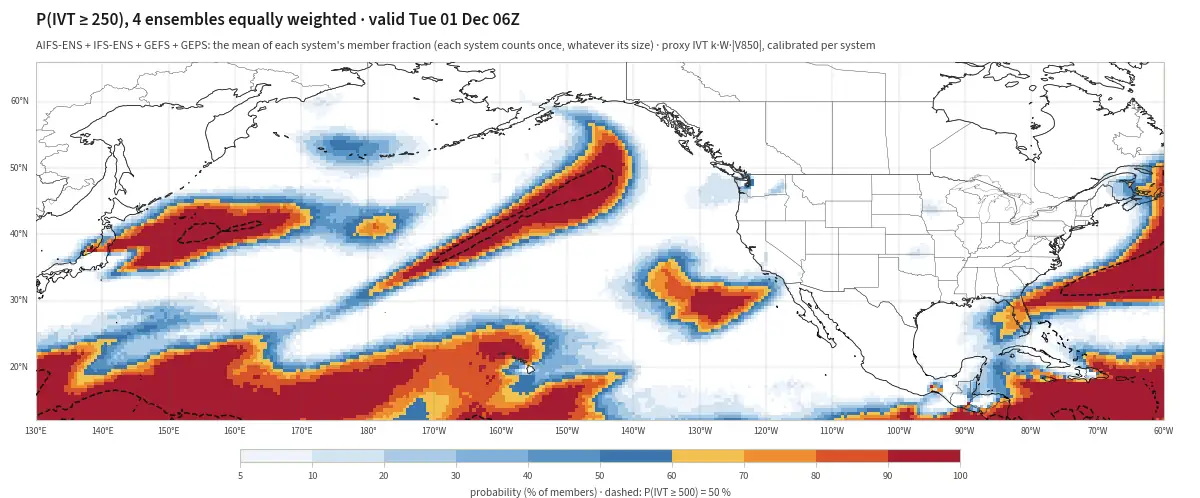 P(IVT ≥ 250), 4 ensembles equally weighted · valid Tue 01 Dec 06Z
AIFS-ENS + IFS-ENS + GEFS + GEPS: the mean of each system's member fraction (each system counts once, whatever its size) · proxy IVT k·W·|V850|, calibrated per system
60°N
50°N
40°N
30°N
20°N
130°E 140°E 150°E 160°E 170°E 180° 170°W 160°W 150°W 140°W 130°W 120°W 110°W 100°W 90°W 80°W 70°W 60°W
5 10 20 30 40 50 60 70 80 90 100
probability (% of members) · dashed: P(IVT ≥ 500) = 50 %